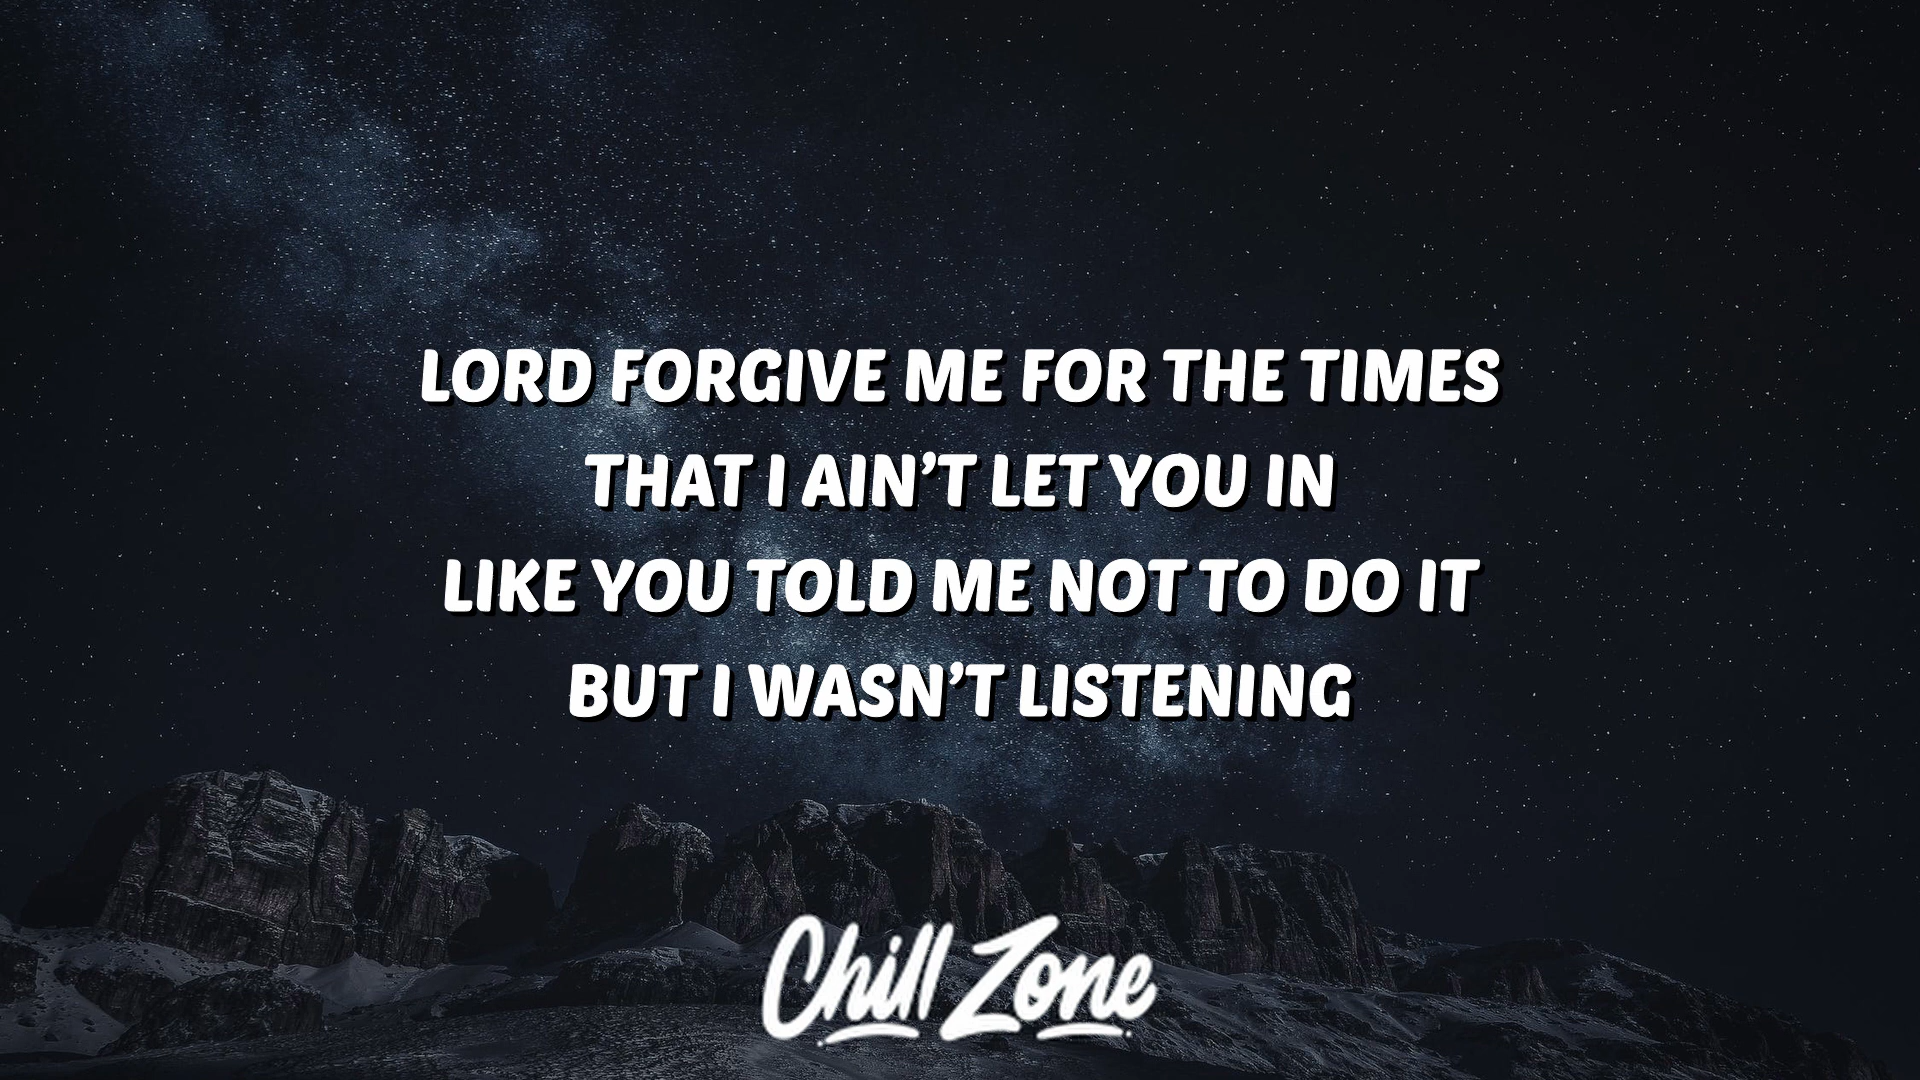 LORD FORGIVE ME FOR THE TIMES
THAT I AIN’T LET YOU IN
LIKE YOU TOLD ME NOT TO DO IT
BUT I WASN’T LISTENING
Chill Zone